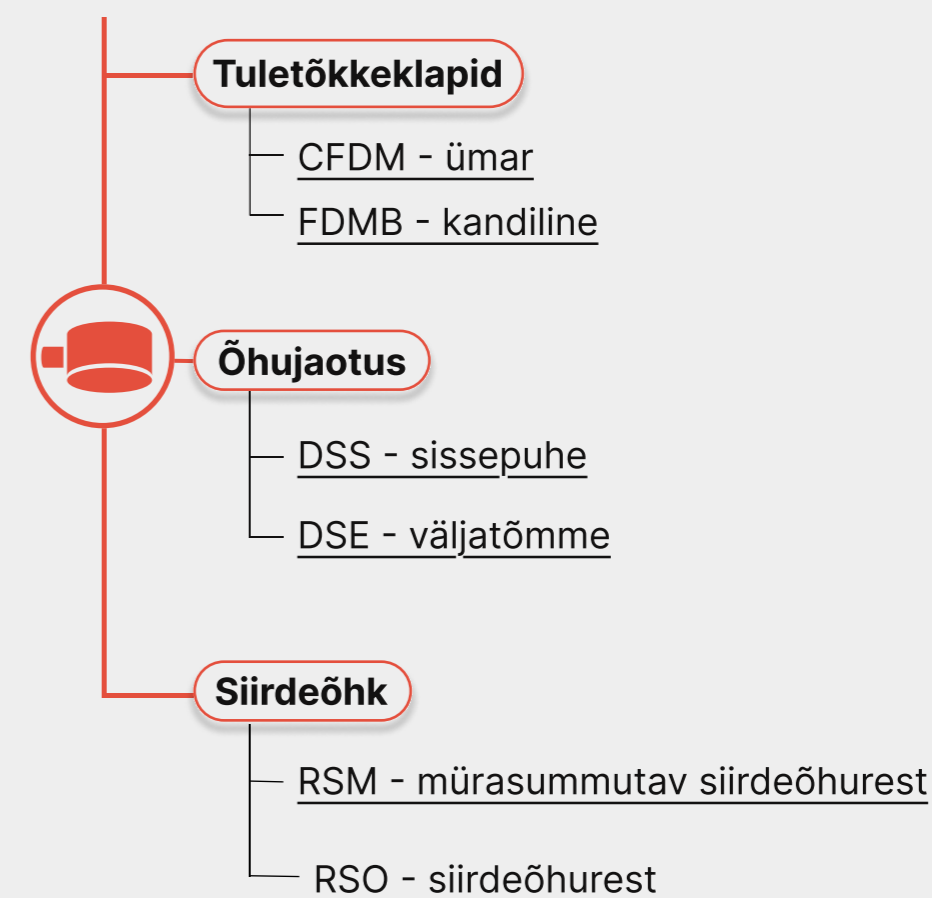 Tuletõkkeklapid
CFDM - ümar
FDMB - kandiline
Õhujaotus
DSS - sissepuhe
DSE - väljatõmme
Siirdeõhk
RSM - mürasummutav siirdeõhurest
RSO - siirdeõhurest